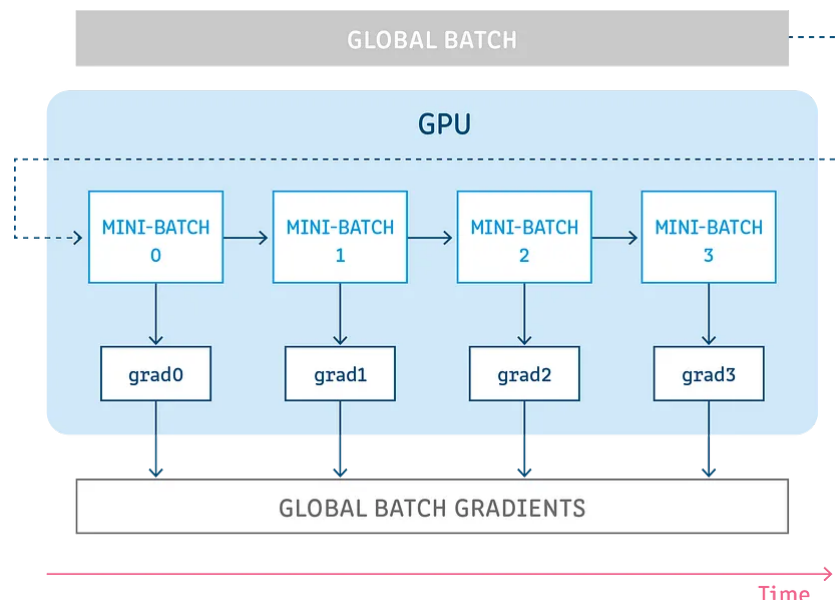 GLOBAL BATCH
GPU
MINI-BATCH
0
MINI-BATCH
1
MINI-BATCH
2
MINI-BATCH
3
grad0
grad1
grad2
grad3
GLOBAL BATCH GRADIENTS
Time